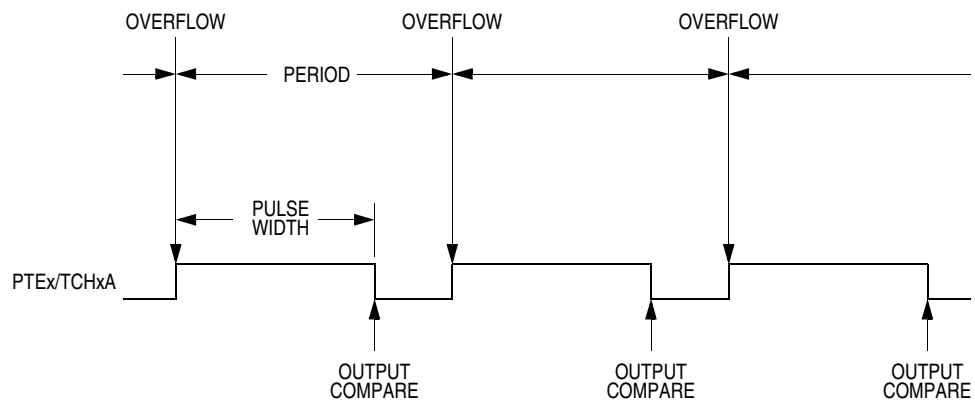 OVERFLOW
OVERFLOW
OVERFLOW
PERIOD
PULSE
WIDTH
PTEx/TCHxA
OUTPUT
COMPARE
OUTPUT
COMPARE
OUTPUT
COMPARE